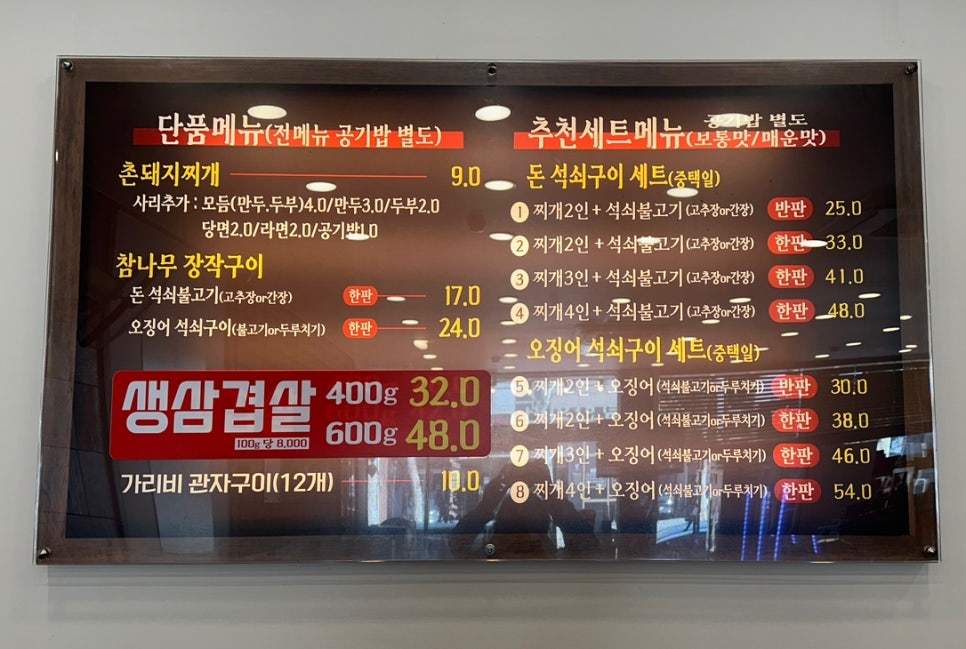 단품메뉴(전메뉴 공기밥 별도)
촌돼지찌개 9.0
사리추가 : 모듬(만두.두부)4.0/만두3.0/두부2.0
당면2.0/라면2.0/공기밥1.0
참나무 장작구이
돈 석쇠불고기(고추장or간장) 한판 17.0
오징어 석쇠구이(불고기or두루치기) 한판 24.0
생삼겹살 400g 32.0
100g 당 8,000 600g 48.0
가리비 관자구이(12개) 10.0
공기밥 별도
추천세트메뉴(보통맛/매운맛)
돈 석쇠구이 세트(중택일)
1 찌개2인 + 석쇠불고기(고추장or간장) 반판 25.0
2 찌개2인 + 석쇠불고기(고추장or간장) 한판 33.0
3 찌개3인 + 석쇠불고기(고추장or간장) 한판 41.0
4 찌개4인 + 석쇠불고기(고추장or간장) 한판 48.0
오징어 석쇠구이 세트(중택일)
5 찌개2인 + 오징어(석쇠불고기or두루치기) 반판 30.0
6 찌개2인 + 오징어(석쇠불고기or두루치기) 한판 38.0
7 찌개3인 + 오징어(석쇠불고기or두루치기) 한판 46.0
8 찌개4인 + 오징어(석쇠불고기or두루치기) 한판 54.0